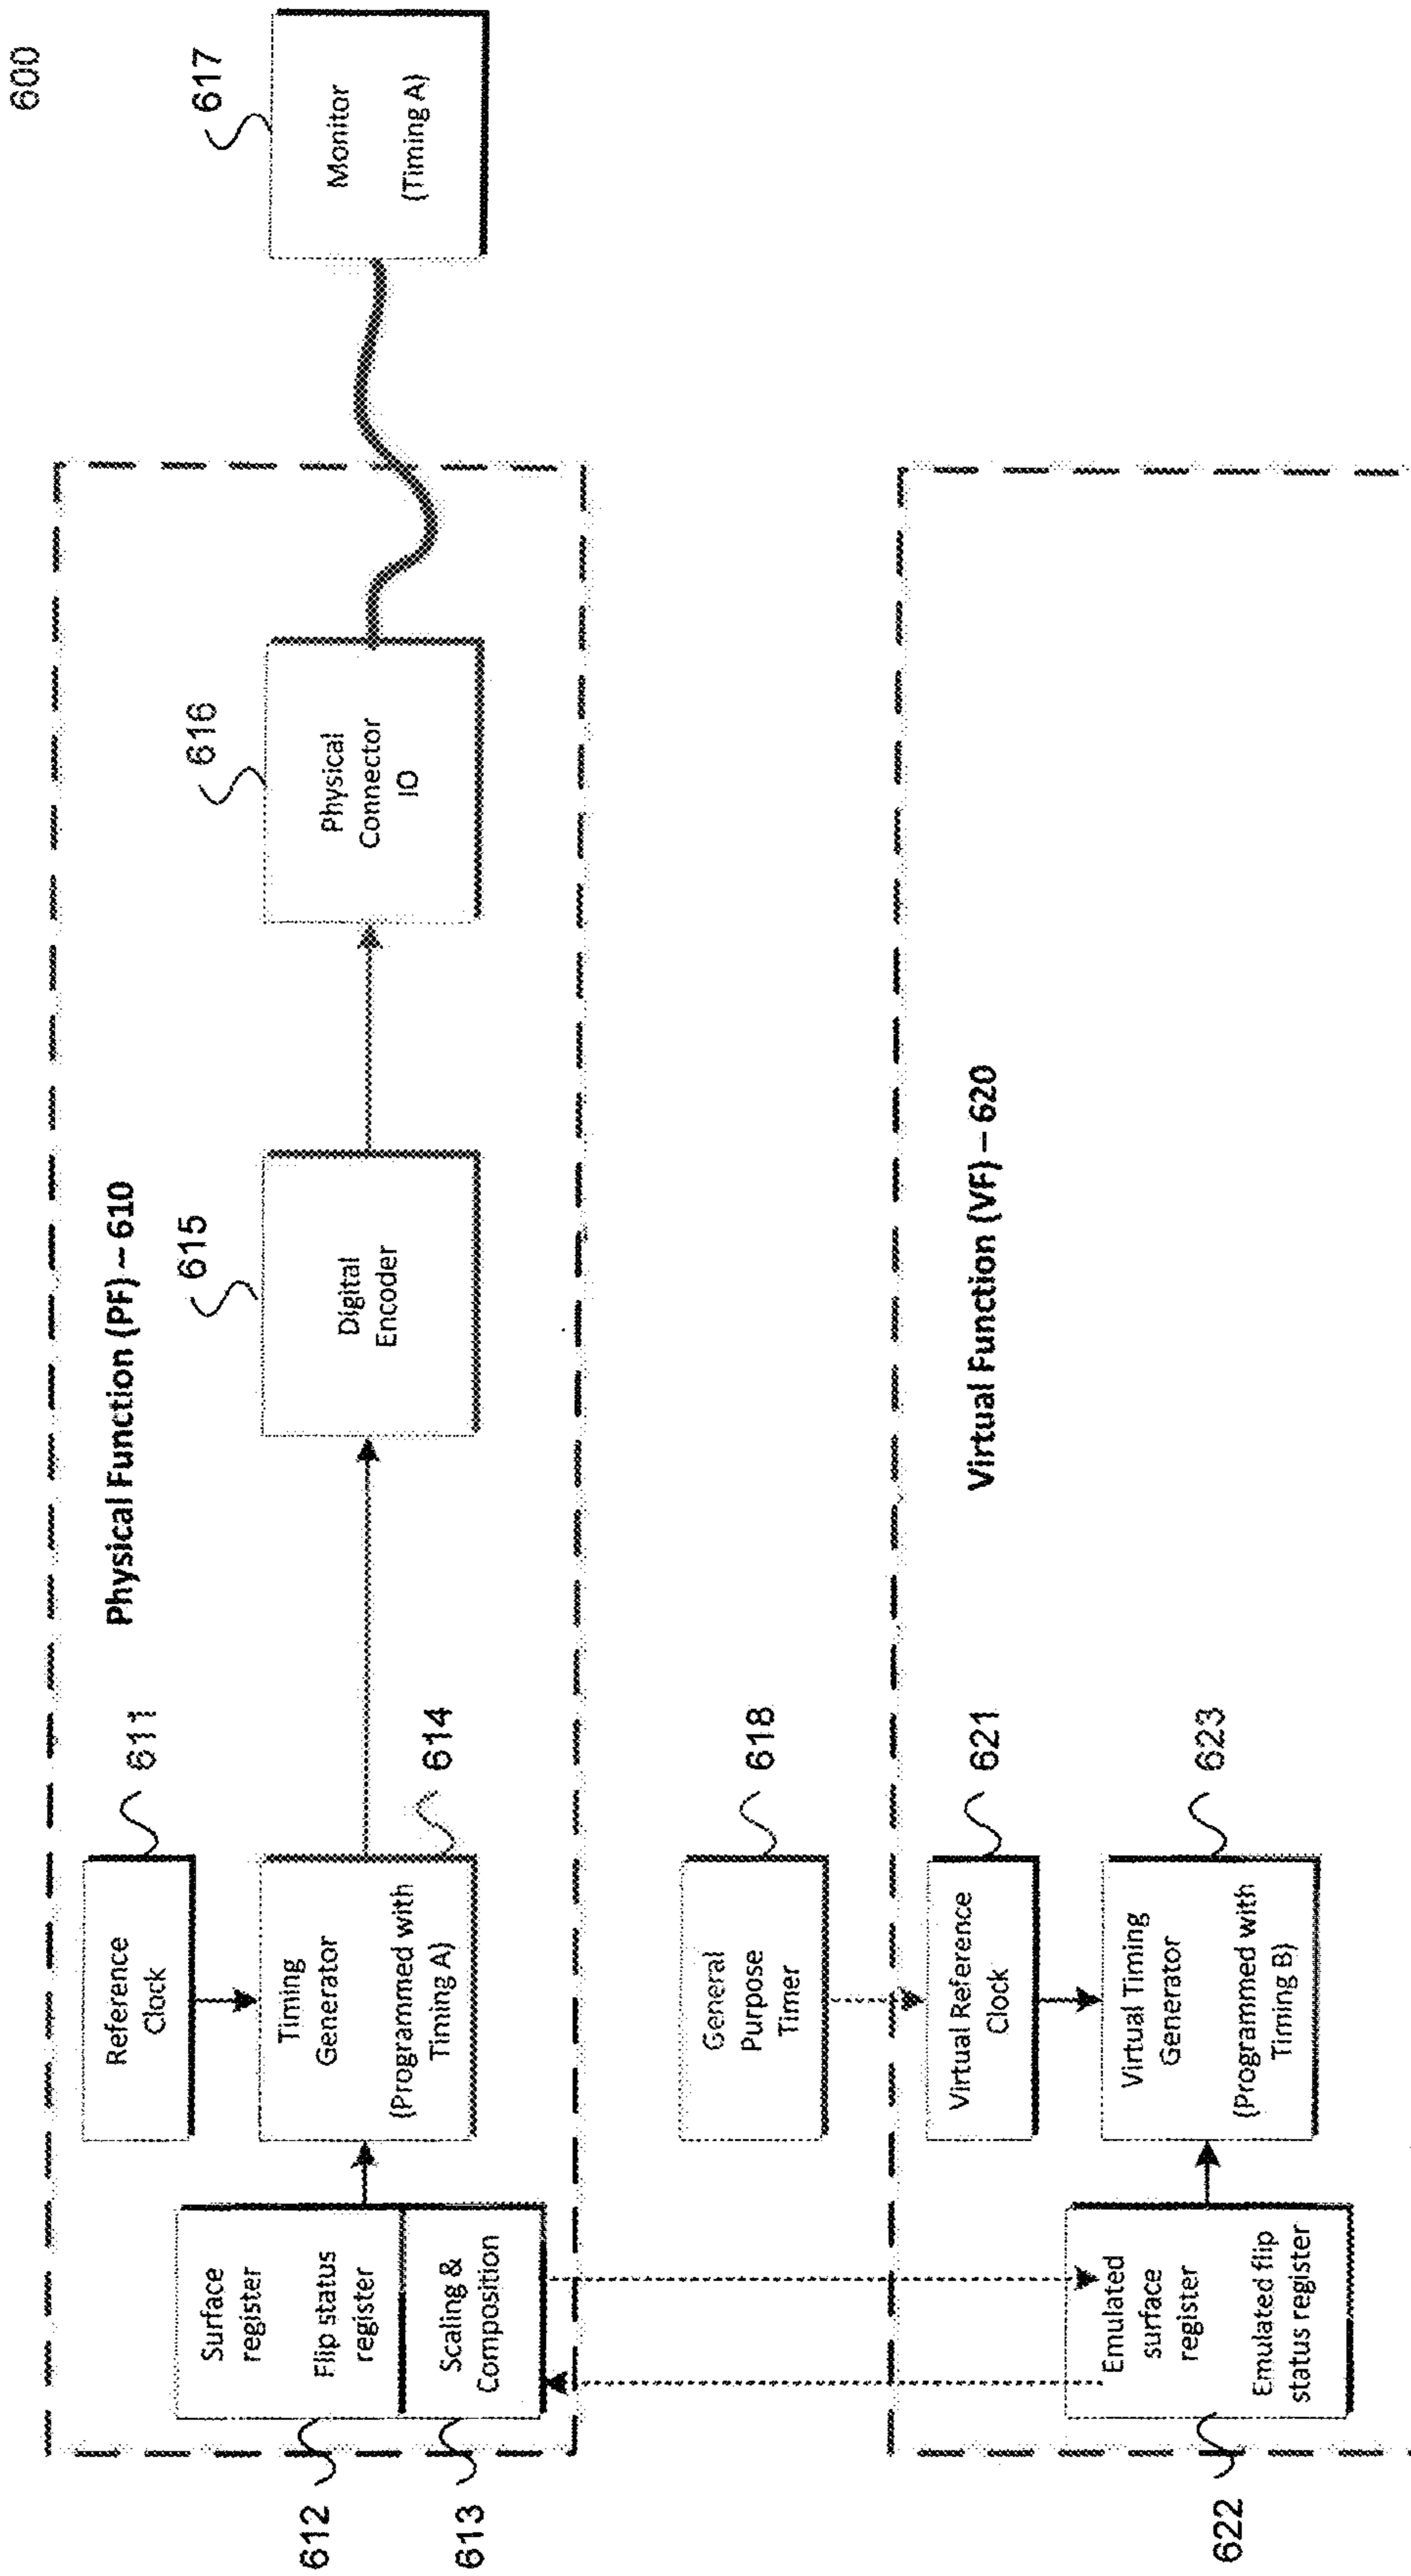 600
Physical Function (PF) – 610
611
Reference
Clock
612
Surface
register
Flip status
register
613
Scaling &
Composition
614
Timing
Generator
(Programmed with
Timing A)
615
Digital
Encoder
616
Physical
Connector
IO
617
Monitor
(Timing A)
618
General
Purpose
Timer
Virtual Function (VF) – 620
621
Virtual Reference
Clock
622
Emulated
surface
register
Emulated flip
status register
623
Virtual Timing
Generator
(Programmed with
Timing B)